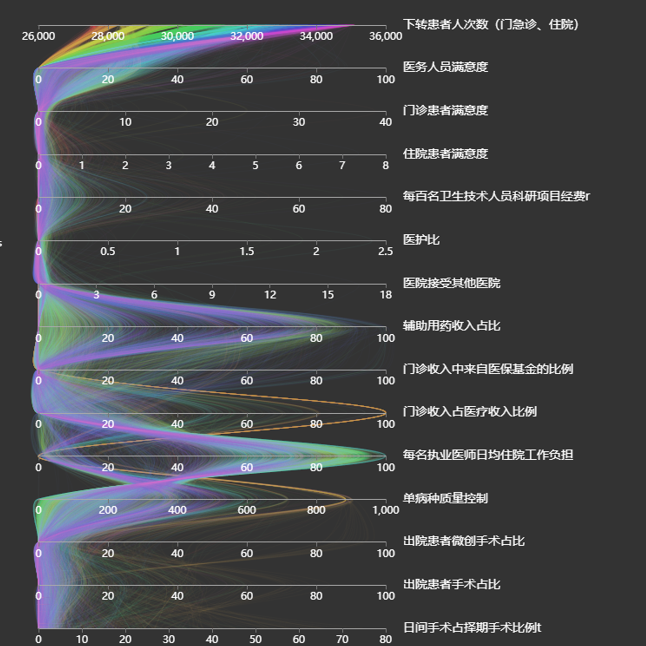 下转患者人次数（门急诊、住院）
26,000 28,000 30,000 32,000 34,000 36,000
医务人员满意度
0 20 40 60 80 100
门诊患者满意度
0 10 20 30 40
住院患者满意度
0 1 2 3 4 5 6 7 8
每百名卫生技术人员科研项目经费r
0 20 40 60 80
医护比
s
0 0.5 1 1.5 2 2.5
医院接受其他医院
0 3 6 9 12 15 18
辅助用药收入占比
0 20 40 60 80 100
门诊收入中来自医保基金的比例
0 20 40 60 80 100
门诊收入占医疗收入比例
0 20 40 60 80 100
每名执业医师日均住院工作负担
0 20 40 60 80 100
单病种质量控制
0 200 400 600 800 1,000
出院患者微创手术占比
0 20 40 60 80 100
出院患者手术占比
0 20 40 60 80 100
日间手术占择期手术比例t
0 10 20 30 40 50 60 70 80